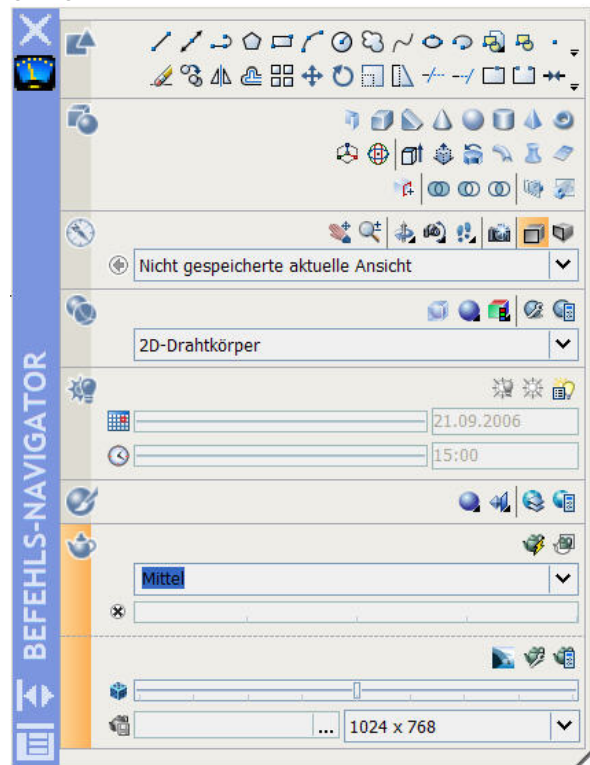 BEFEHLS-NAVIGATOR
Nicht gespeicherte aktuelle Ansicht
2D-Drahtkörper
21.09.2006
15:00
Mittel
...
1024 x 768